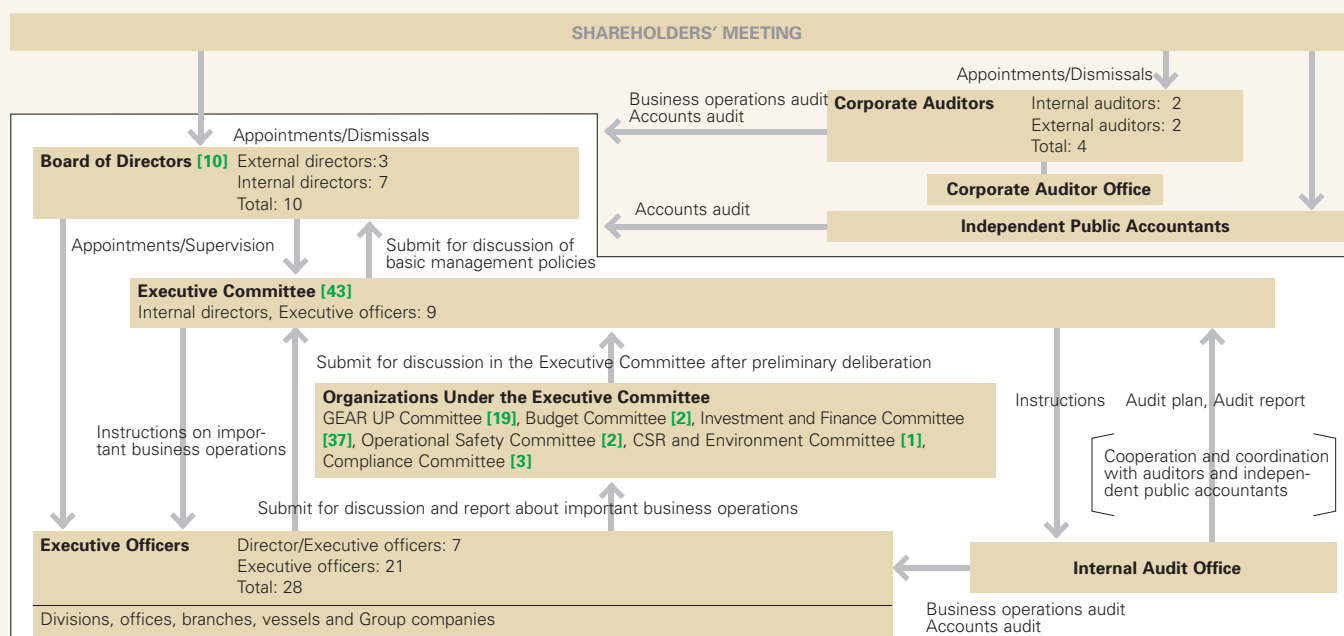 SHAREHOLDERS' MEETING
Appointments/Dismissals
Business operations audit
Accounts audit
Corporate Auditors
Internal auditors: 2
External auditors: 2
Total: 4
Appointments/Dismissals
Board of Directors [10] External directors:3
Internal directors: 7
Total: 10
Corporate Auditor Office
Accounts audit
Independent Public Accountants
Appointments/Supervision
Submit for discussion of
basic management policies
Executive Committee [43]
Internal directors, Executive officers: 9
Submit for discussion in the Executive Committee after preliminary deliberation
Organizations Under the Executive Committee
GEAR UP Committee [19], Budget Committee [2], Investment and Finance Committee
[37], Operational Safety Committee [2], CSR and Environment Committee [1],
Compliance Committee [3]
Instructions on impor-
tant business operations
Instructions
Audit plan, Audit report
Cooperation and coordination
with auditors and indepen-
dent public accountants
Submit for discussion and report about important business operations
Executive Officers
Director/Executive officers: 7
Executive officers: 21
Total: 28
Internal Audit Office
Business operations audit
Accounts audit
Divisions, offices, branches, vessels and Group companies